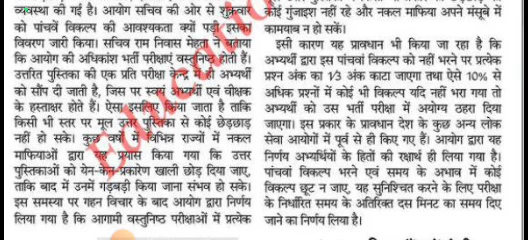 व्यवस्था की गई है। आयोग सचिव की ओर से शुक्रवार
को पांचवें विकल्प की आवश्यकता क्यों पड़ी इसका
विवरण जारी किया। सचिव राम निवास मेहता ने बताया
कि आयोग की अधिकांश भर्ती परीक्षाएं वस्तुनिष्ठ होती हैं।
उत्तरित पुस्तिका की एक प्रति परीक्षा केन्द्र में ही अभ्यर्थी
को सौंप दी जाती है, जिस पर स्वयं अभ्यर्थी एवं वीक्षक
के हस्ताक्षर होते हैं। ऐसा इसलिए किया जाता है ताकि
किसी भी स्तर पर मूल उत्तर पुस्तिका से कोई छेड़छाड़
नहीं हो सके। कुछ वर्षों में विभिन्न राज्यों में नकल
माफियाओं द्वारा यह प्रयास किया गया कि उत्तर
पुस्तिकाओं को येन-केन-प्रकारेण खाली छोड़ दिया जाए,
ताकि बाद में उनमें गड़बड़ी किया जाना संभव हो सके।
इस समस्या पर गहन विचार के बाद आयोग द्वारा निर्णय
लिया गया है कि आगामी वस्तुनिष्ठ परीक्षाओं में प्रत्येक
कोई गुंजाइश नहीं रहे और नकल माफिया अपने मंसूबे में
कामयाब न हो सकें।
इसी कारण यह प्रावधान भी किया जा रहा है कि
अभ्यर्थी द्वारा इस पांचवां विकल्प को नहीं भरने पर प्रत्येक
प्रश्न अंक का 1/3 अंक काटा जाएगा तथा ऐसे 10% से
अधिक प्रश्नों में कोई भी विकल्प यदि नहीं भरा गया तो
अभ्यर्थी को उस भर्ती परीक्षा में अयोग्य ठहरा दिया
जाएगा। इस प्रकार के प्रावधान देश के कुछ अन्य लोक
सेवा आयोगों में पूर्व से ही किए गए हैं। आयोग द्वारा यह
निर्णय अभ्यर्थियों के हितों की रक्षार्थ ही लिया गया है।
पांचवा विकल्प भरने एवं समय के अभाव में कोई
विकल्प छूट न जाए, यह सुनिश्चित करने के लिए परीक्षा
के निर्धारित समय के अतिरिक्त दस मिनट का समय दिए
जाने का निर्णय लिया है।